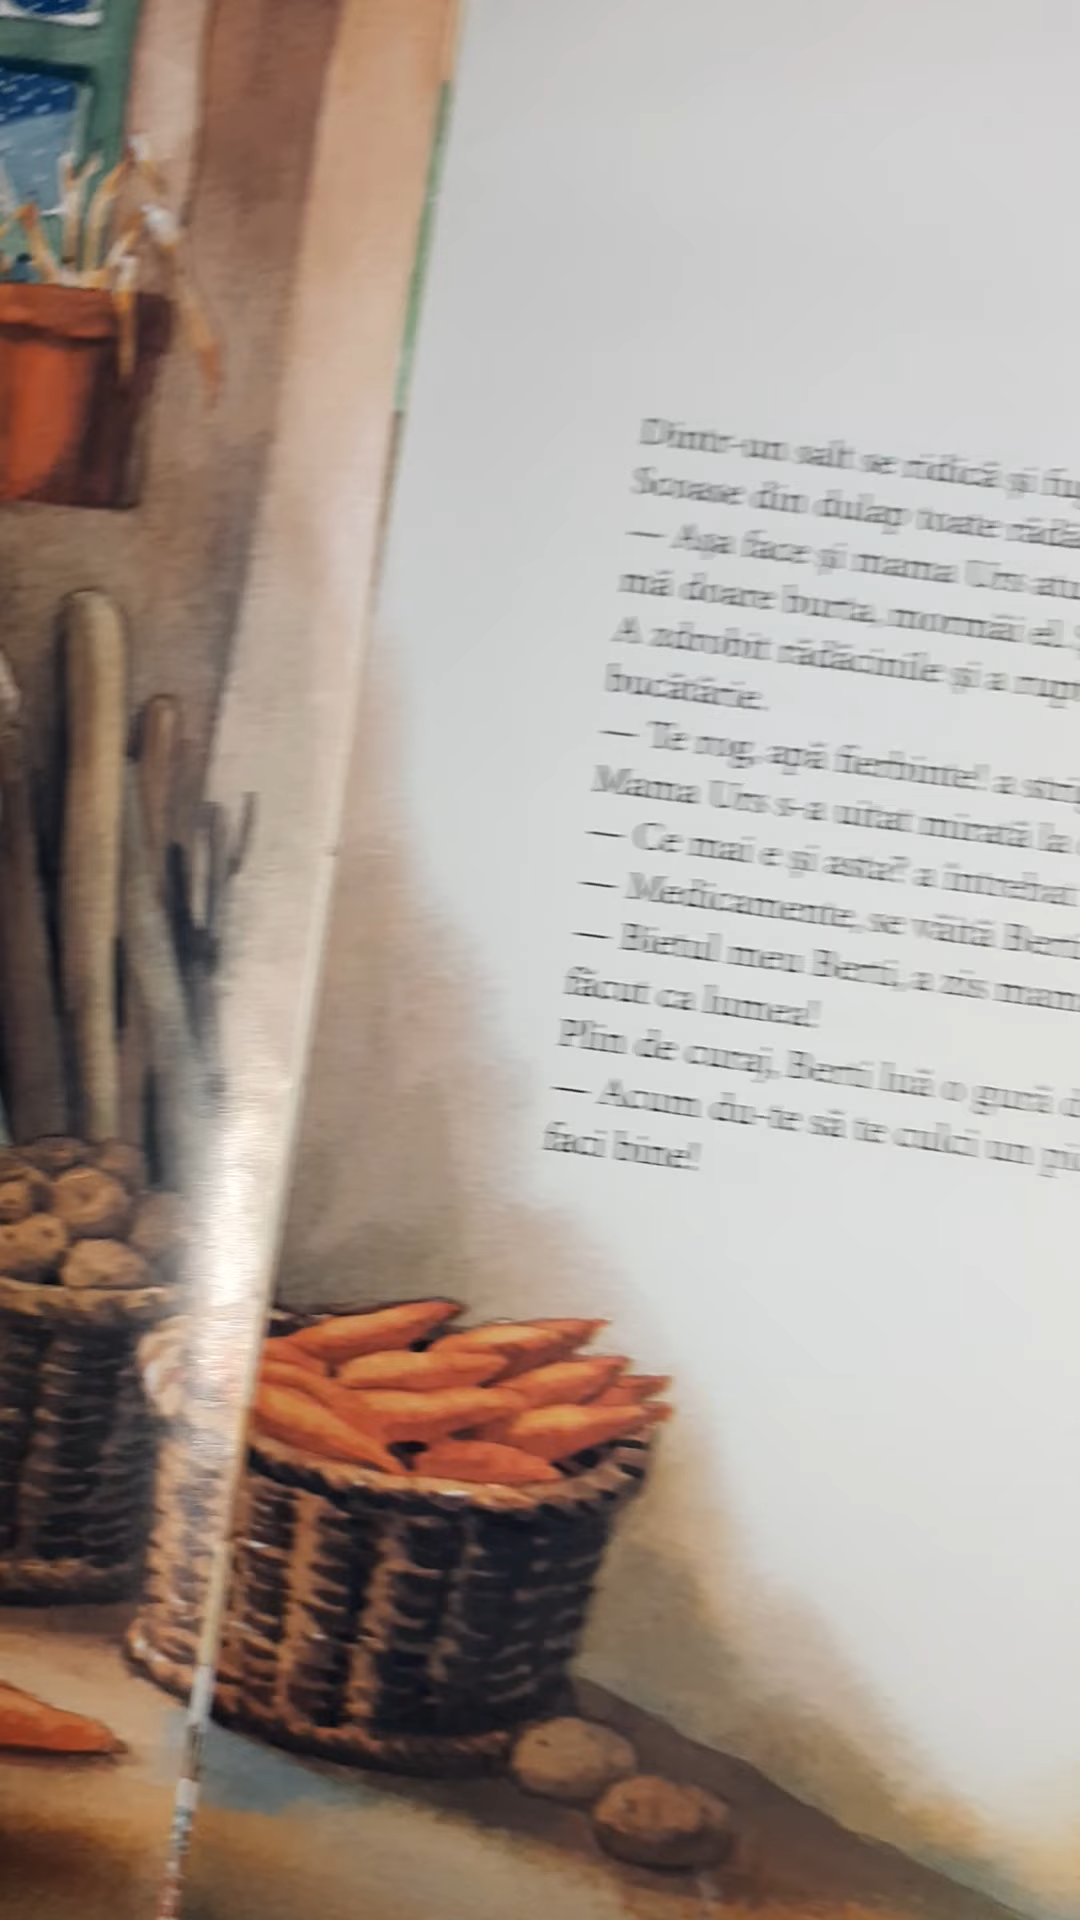 Dintr-un salt se ridică și
Scoase din dulap toate
— Așa face și mama Urs
mă doare burta, mormăi el.
A zdrobit rădăcinile și a
bucătărie.
— Te rog, apă fierbinte! a
Mama Urs s-a uitat mirată la
— Ce mai e și asta? a întrebat
— Medicamente, se văită Berti
— Bietul meu Berti, a zis
făcut ca lumea!
Plin de curaj, Berti luă o gură
— Acum du-te să te culci un
faci bine!